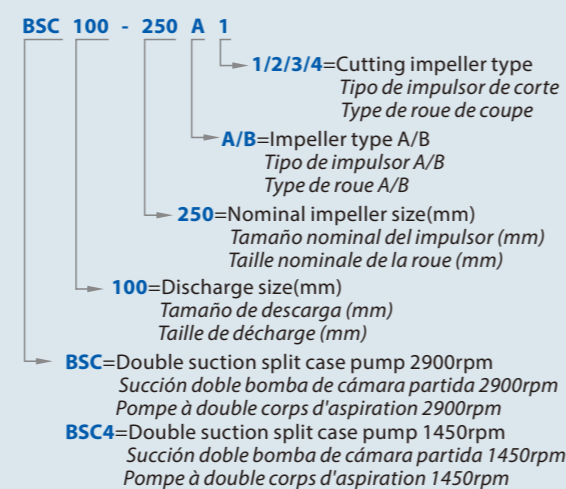 BSC 100 - 250 A 1
1/2/3/4=Cutting impeller type
Tipo de impulsor de corte
Type de roue de coupe
A/B=Impeller type A/B
Tipo de impulsor A/B
Type de roue A/B
250=Nominal impeller size(mm)
Tamaño nominal del impulsor (mm)
Taille nominale de la roue (mm)
100=Discharge size(mm)
Tamaño de descarga (mm)
Taille de décharge (mm)
BSC=Double suction split case pump 2900rpm
Succión doble bomba de cámara partida 2900rpm
Pompe à double corps d'aspiration 2900rpm
BSC4=Double suction split case pump 1450rpm
Succión doble bomba de cámara partida 1450rpm
Pompe à double corps d'aspiration 1450rpm